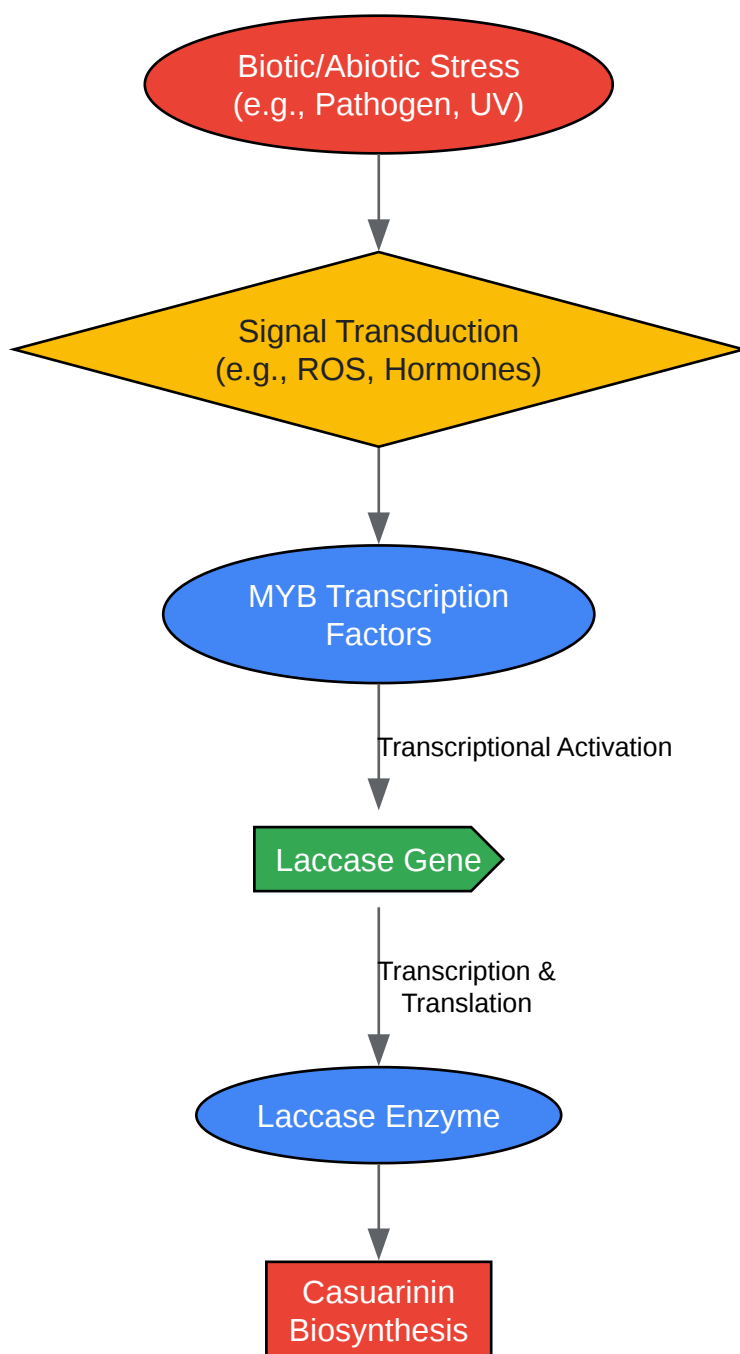 Biotic/Abiotic Stress
(e.g., Pathogen, UV)
Signal Transduction
(e.g., ROS, Hormones)
MYB Transcription
Factors
Transcriptional Activation
Laccase Gene
Transcription &
Translation
Laccase Enzyme
Casuarinin
Biosynthesis